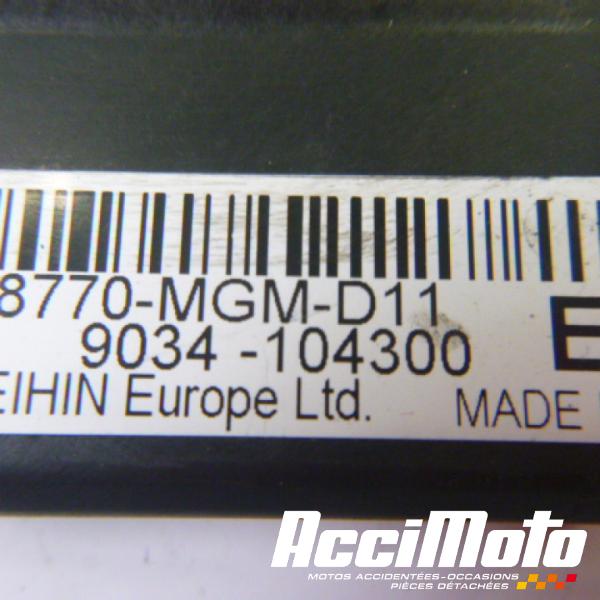 8770-MGM-D11
9034 -104300
E
EIHIN Europe Ltd.
MADE
AcciMoto
MOTOS ACCIDENTÉES-OCCASIONS
PIÈCES DÉTACHÉES